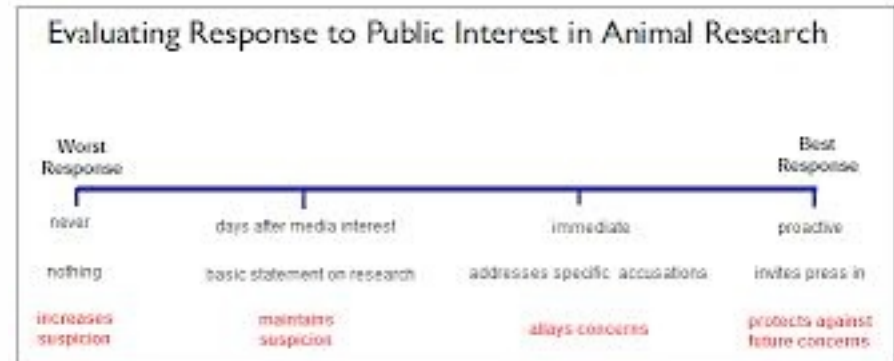 Evaluating Response to Public Interest in Animal Research
Worst
Response
Best
Response
never
days after media interest
immediate
proactive
nothing
basic statement on research
addresses specific accusations
invites press in
increases
suspicion
maintains
suspicion
allays concerns
protects against
future concerns